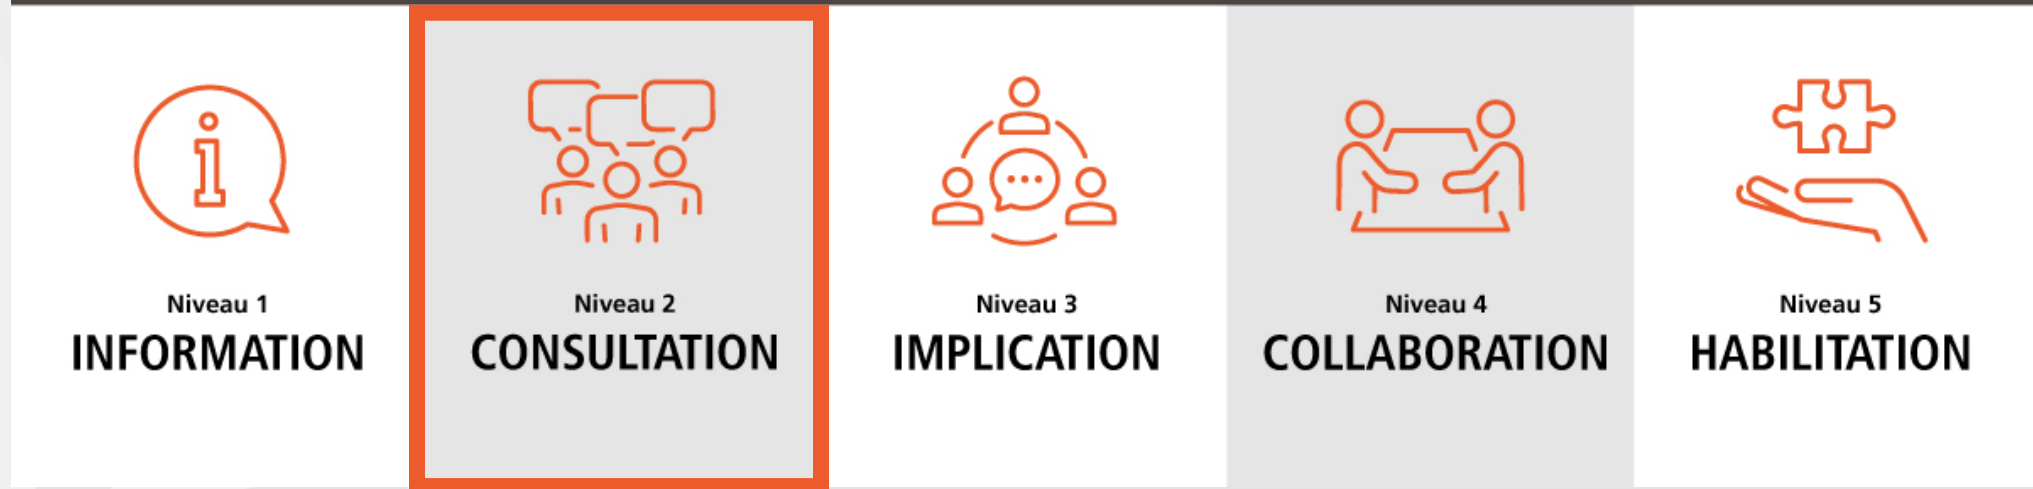 Niveau 1
INFORMATION
Niveau 2
CONSULTATION
Niveau 3
IMPLICATION
Niveau 4
COLLABORATION
Niveau 5
HABILITATION